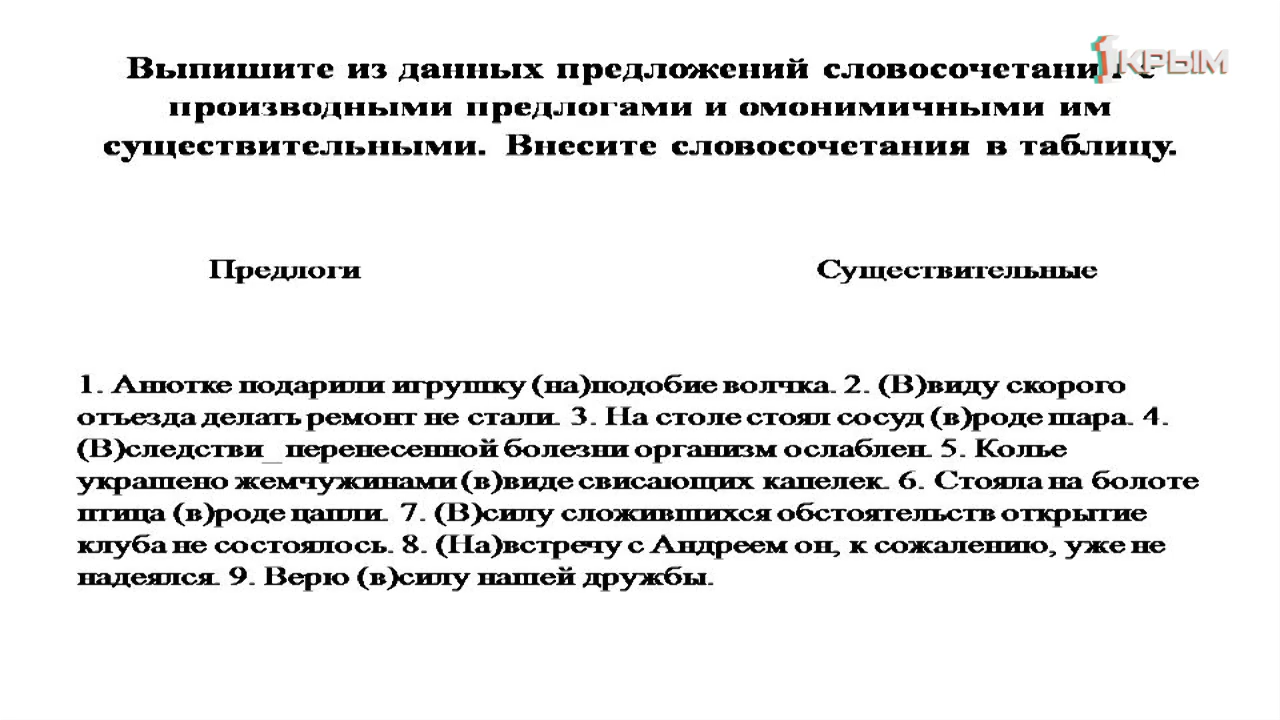 1КРЫМ
Выпишите из данных предложений словосочетания с
производными предлогами и омонимичными им
существительными. Внесите словосочетания в таблицу.
Предлоги Существительные
1. Анютке подарили игрушку (на)подобие волчка. 2. (В)виду скорого
отъезда делать ремонт не стали. 3. На столе стоял сосуд (в)роде шара. 4.
(В)следстви_ перенесенной болезни организм ослаблен. 5. Колье
украшено жемчужинами (в)виде свисающих капелек. 6. Стояла на болоте
птица (в)роде цапли. 7. (В)силу сложившихся обстоятельств открытие
клуба не состоялось. 8. (На)встречу с Андреем он, к сожалению, уже не
надеялся. 9. Верю (в)силу нашей дружбы.